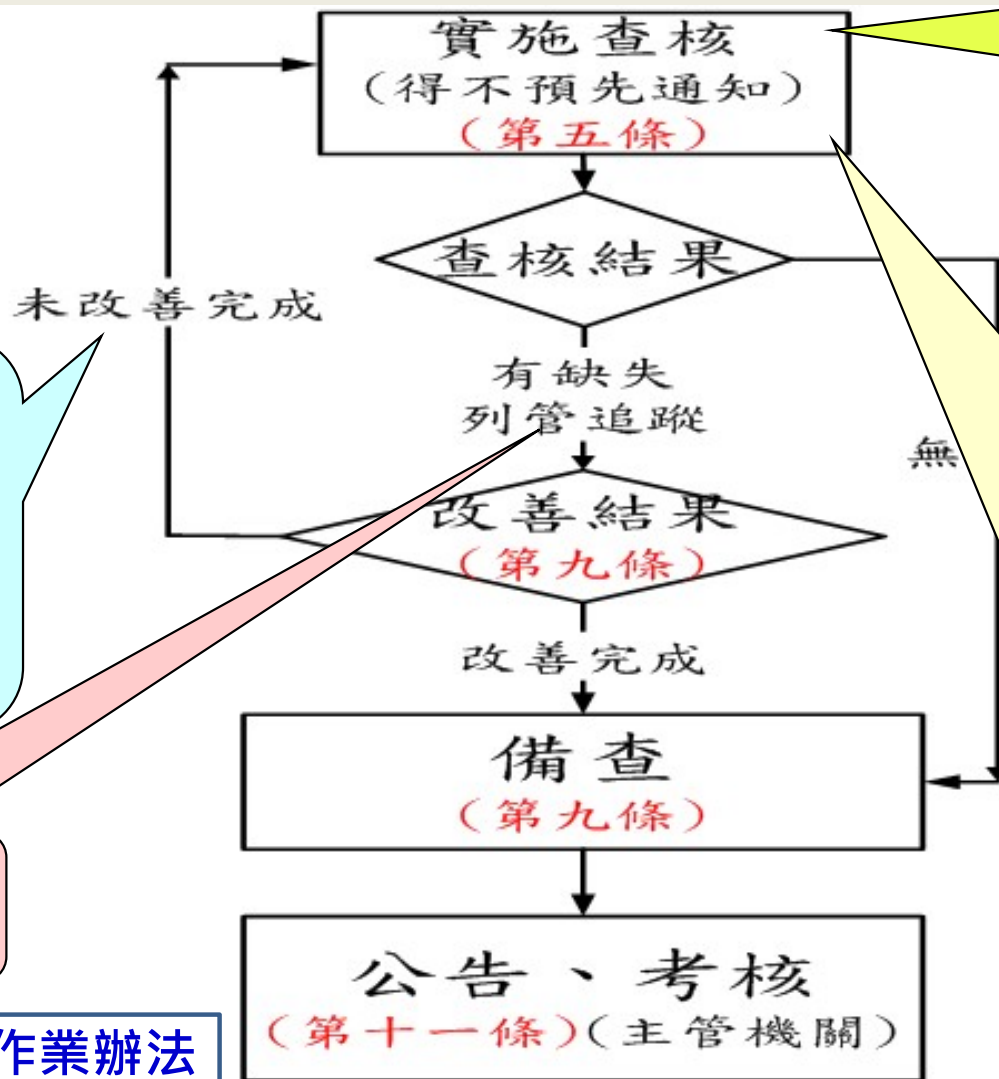 實施查核
（得不預先通知）
（第五條）
查核結果
未改善完成
有缺失
列管追蹤
無
改善結果
（第九條）
改善完成
備查
（第九條）
公告、考核
（第十一條）（主管機關）
作業辦法